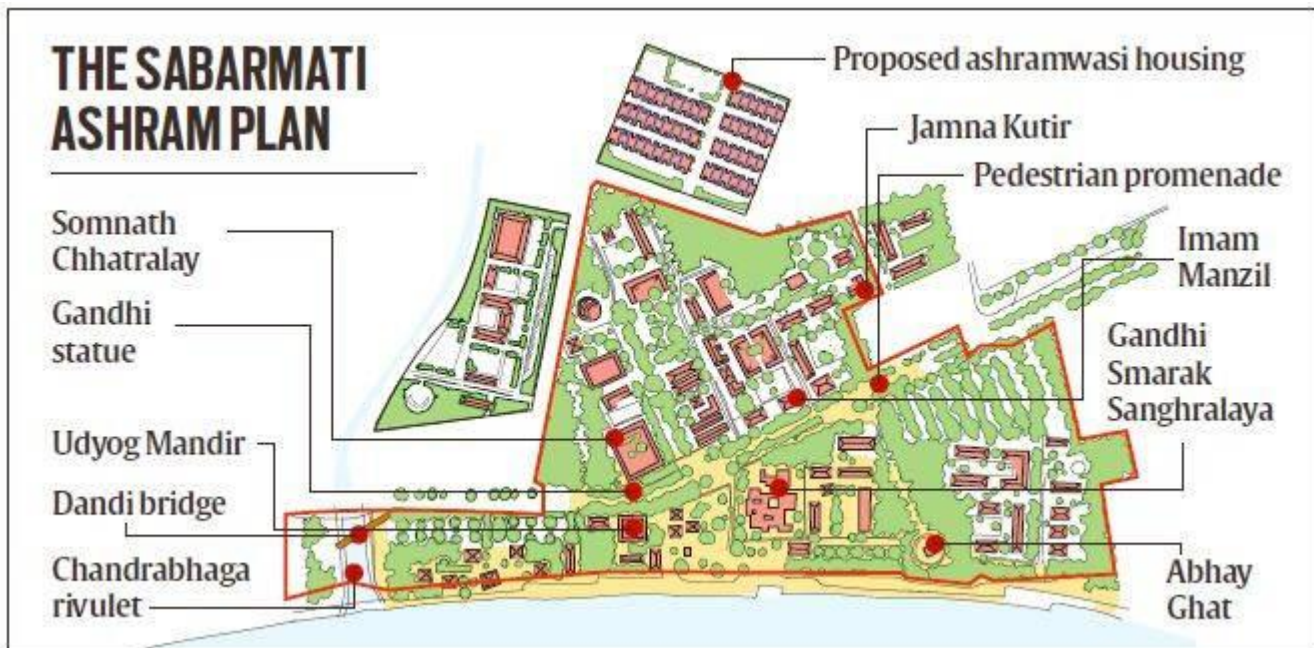 THE SABARMATI
ASHRAM PLAN
Proposed ashramwasi housing
Jamna Kutir
Pedestrian promenade
Imam
Manzil
Gandhi
Smarak
Sanghralaya
Abhay
Ghat
Somnath
Chhatralay
Gandhi
statue
Udyog Mandir
Dandi bridge
Chandrabhaga
rivulet